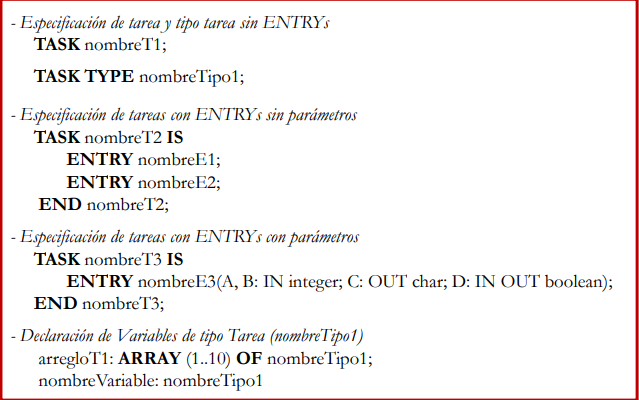 - Especificación de tarea y tipo tarea sin ENTRYs
TASK nombreT1;
TASK TYPE nombreTipo1;
- Especificación de tareas con ENTRYs sin parámetros
TASK nombreT2 IS
ENTRY nombreE1;
ENTRY nombreE2;
END nombreT2;
- Especificación de tareas con ENTRYs con parámetros
TASK nombreT3 IS
ENTRY nombreE3(A, B: IN integer; C: OUT char; D: IN OUT boolean);
END nombreT3;
- Declaración de Variables de tipo Tarea (nombreTipo1)
arregloT1: ARRAY (1..10) OF nombreTipo1;
nombreVariable: nombreTipo1